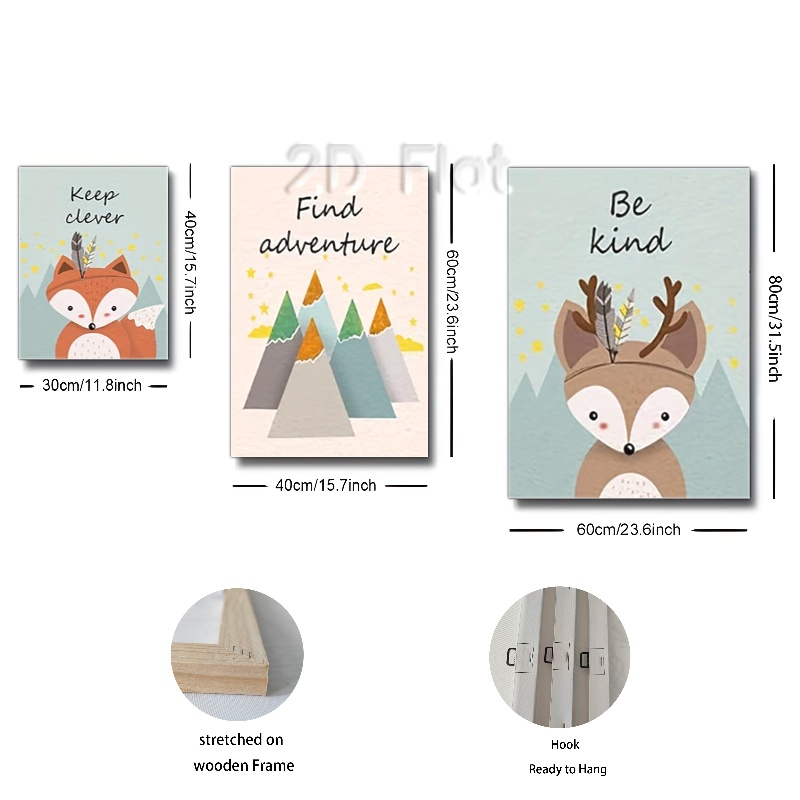 2D Flat
Keep
clever
40cm/15.7inch
30cm/11.8inch
Find
adventure
60cm/23.6inch
40cm/15.7inch
Be
kind
80cm/31.5inch
60cm/23.6inch
stretched on
wooden Frame
Hook
Ready to Hang